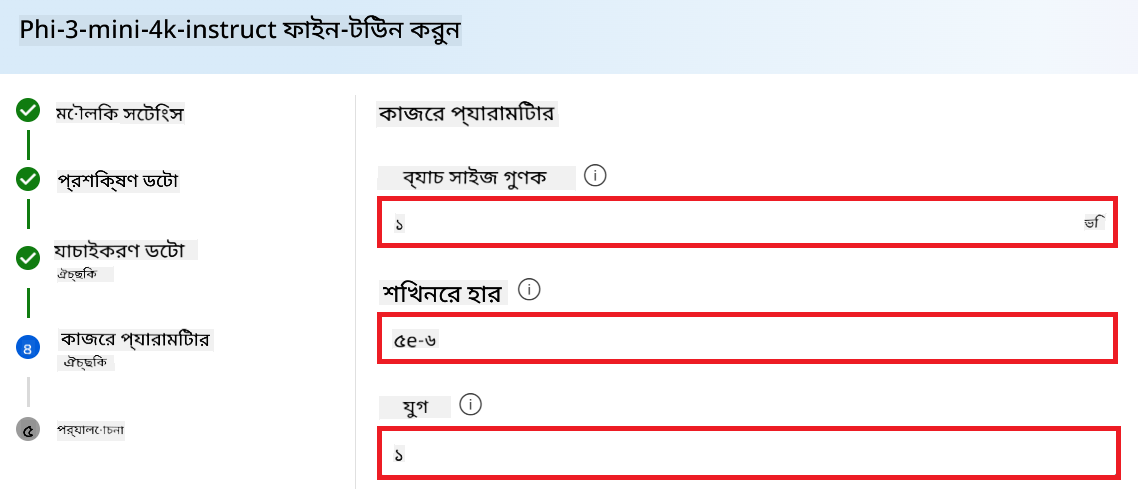 Phi-3-mini-4k-instruct ফাইন-টিউন করুন
মৌলিক সেটিংস
প্রশিক্ষণ ডেটা
যাচাইকরণ ডেটা
ঐচ্ছিক
৪
কাজের প্যারামিটার
ঐচ্ছিক
৫
পর্যালোচনা
কাজের প্যারামিটার
ব্যাচ সাইজ গুণক
১
শিখনের হার
৫e-৬
যুগ
১